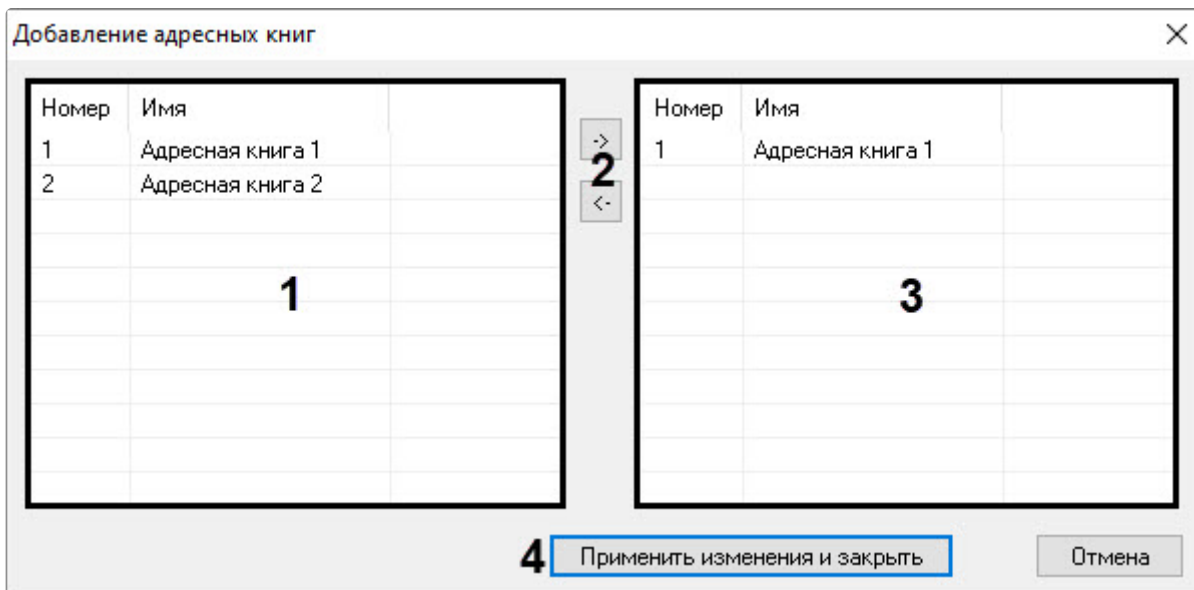 Добавление адресных книг
Номер Имя
1 Адресная книга 1
2 Адресная книга 2
1
->
2
<-
Номер Имя
1 Адресная книга 1
3
4 Применить изменения и закрыть Отмена